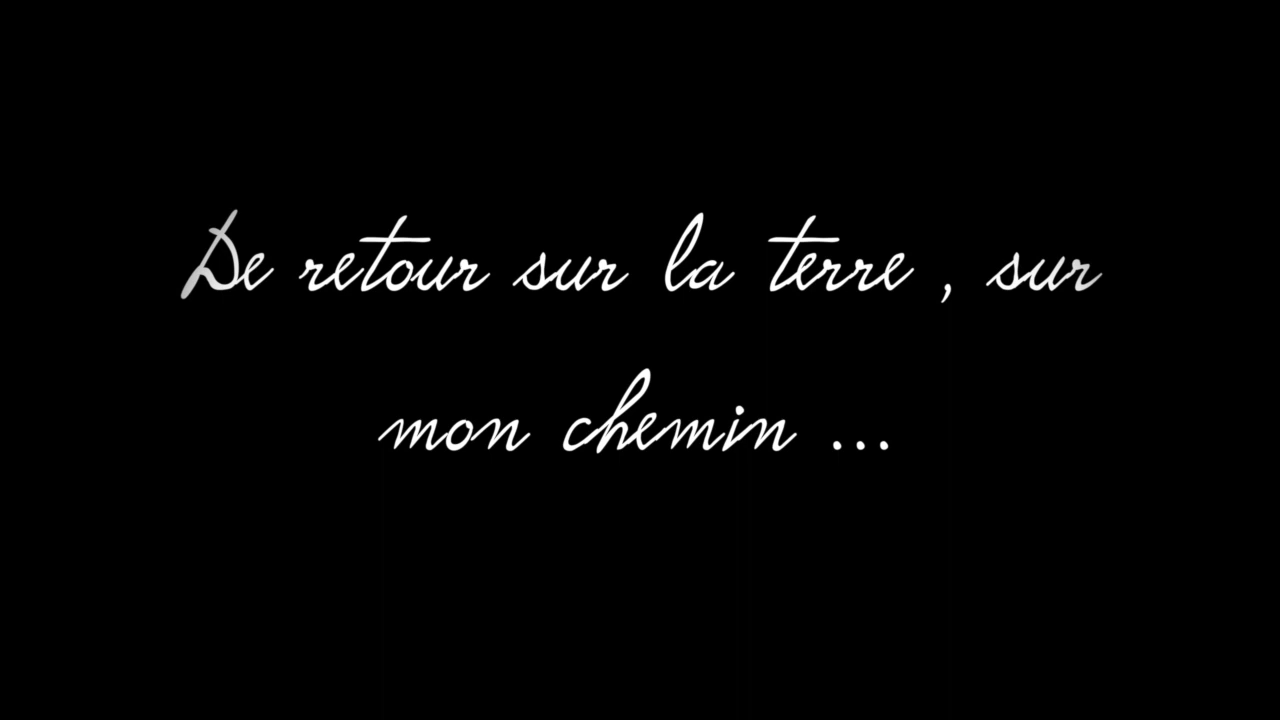 De retour sur la terre , sur
mon chemin ...